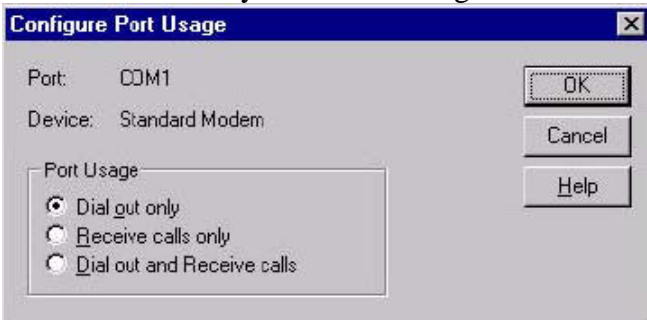 Configure Port Usage
Port: COM1
OK
Device: Standard Modem
Cancel
Port Usage
Help
Dial out only
Receive calls only
Dial out and Receive calls